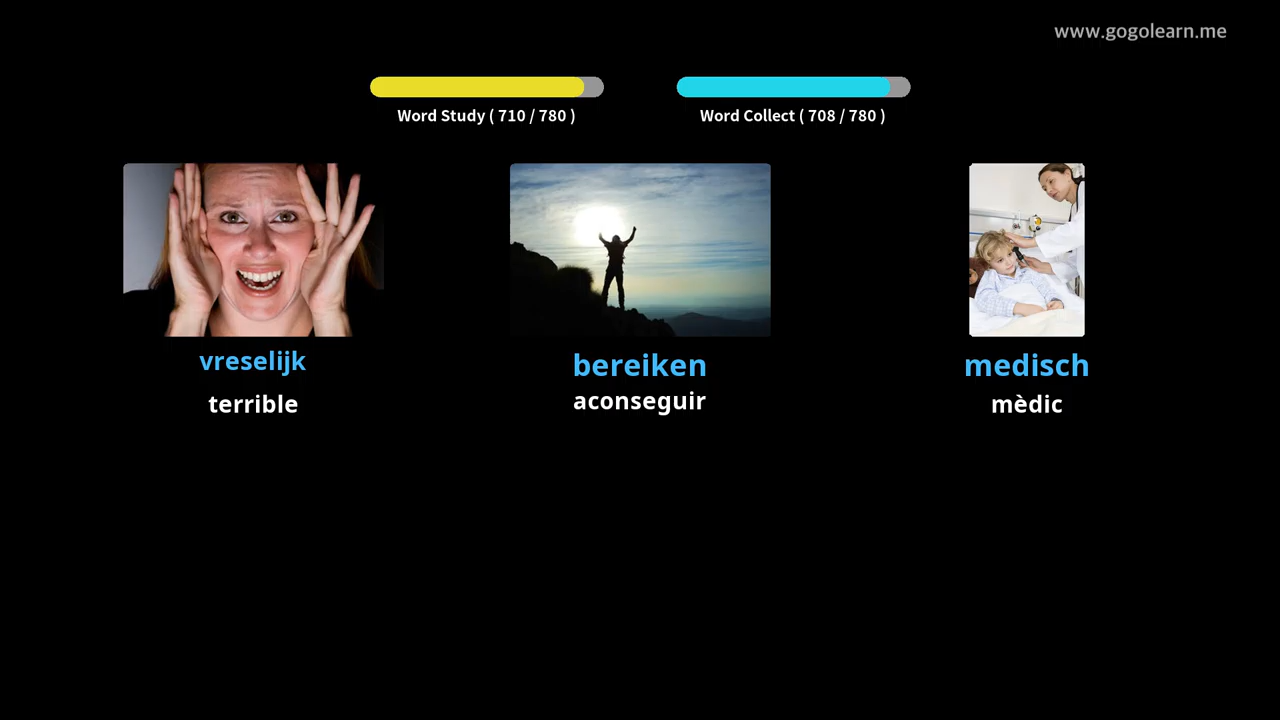 www.gogolearn.me
Word Study ( 710 / 780 )
Word Collect ( 708 / 780 )
vreselijk
terrible
bereiken
aconseguir
medisch
mèdic